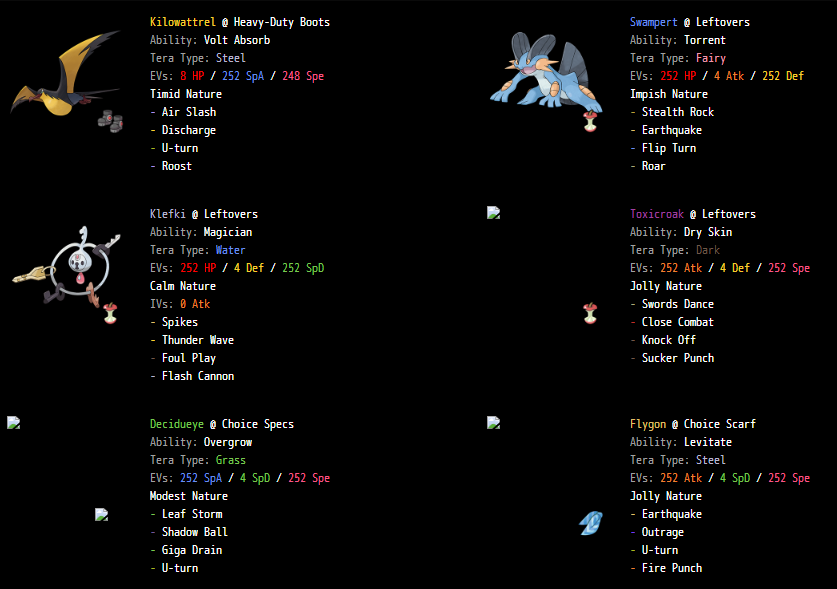 Kilowattrel @ Heavy-Duty Boots
Ability: Volt Absorb
Tera Type: Steel
EVs: 8 HP / 252 SpA / 248 Spe
Timid Nature
- Air Slash
- Discharge
- U-turn
- Roost
Swampert @ Leftovers
Ability: Torrent
Tera Type: Fairy
EVs: 252 HP / 4 Atk / 252 Def
Impish Nature
- Stealth Rock
- Earthquake
- Flip Turn
- Roar
Klefki @ Leftovers
Ability: Magician
Tera Type: Water
EVs: 252 HP / 4 Def / 252 SpD
Calm Nature
IVs: 0 Atk
- Spikes
- Thunder Wave
- Foul Play
- Flash Cannon
Toxicroak @ Leftovers
Ability: Dry Skin
Tera Type: Dark
EVs: 252 Atk / 4 Def / 252 Spe
Jolly Nature
- Swords Dance
- Close Combat
- Knock Off
- Sucker Punch
Decidueye @ Choice Specs
Ability: Overgrow
Tera Type: Grass
EVs: 252 SpA / 4 SpD / 252 Spe
Modest Nature
- Leaf Storm
- Shadow Ball
- Giga Drain
- U-turn
Flygon @ Choice Scarf
Ability: Levitate
Tera Type: Steel
EVs: 252 Atk / 4 SpD / 252 Spe
Jolly Nature
- Earthquake
- Outrage
- U-turn
- Fire Punch